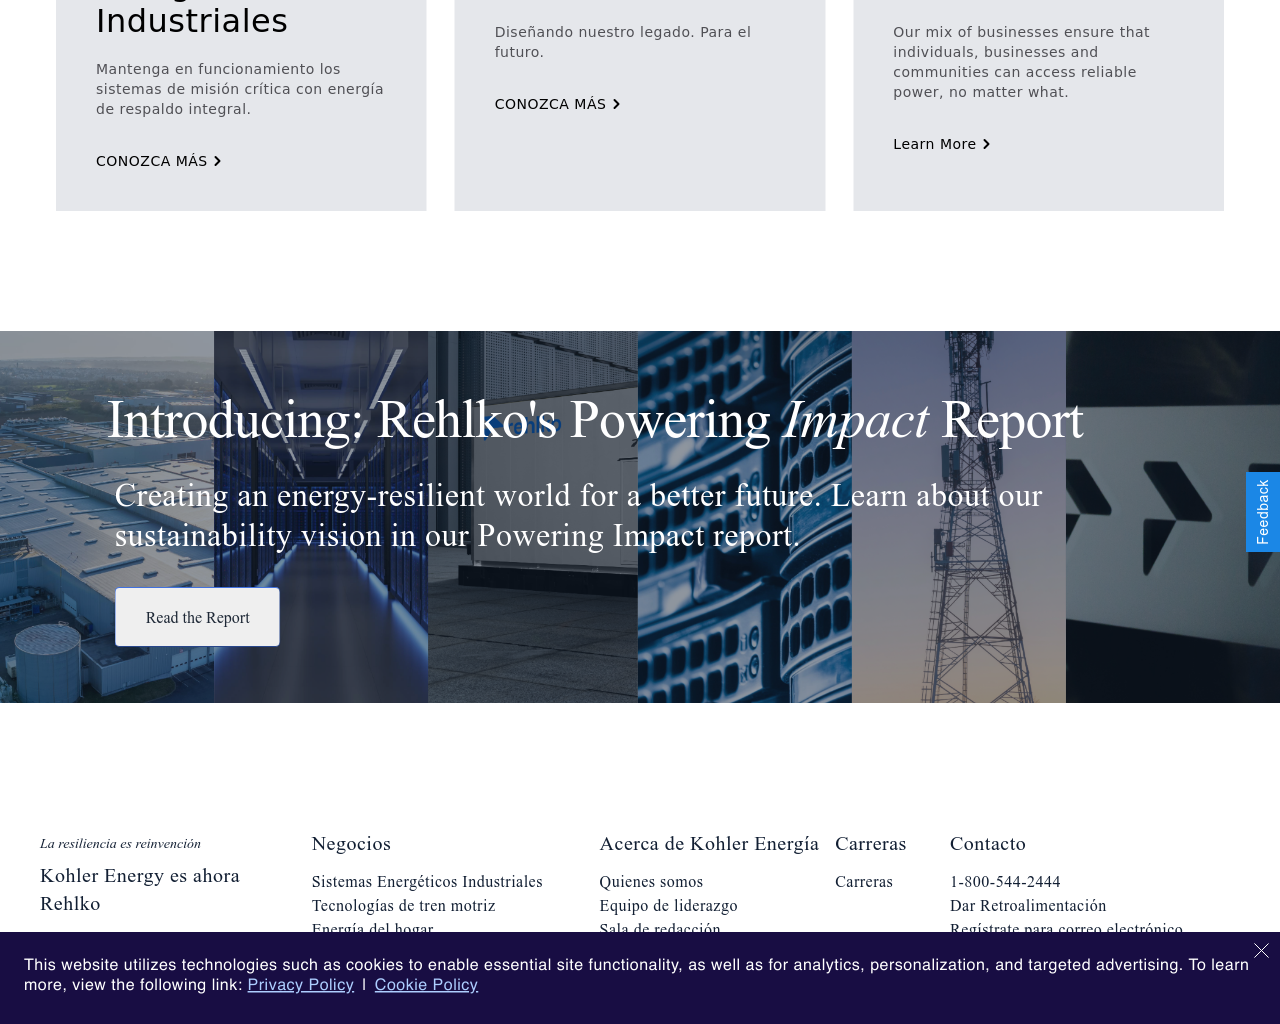 Industriales
Mantenga en funcionamiento los
sistemas de misión crítica con energía
de respaldo integral.
CONOZCA MÁS
Diseñando nuestro legado. Para el
futuro.
CONOZCA MÁS
Our mix of businesses ensure that
individuals, businesses and
communities can access reliable
power, no matter what.
Learn More
Introducing: Rehlko's Powering Impact Report
Creating an energy-resilient world for a better future. Learn about our
sustainability vision in our Powering Impact report.
Read the Report
Feedback
La resiliencia es reinvención
Kohler Energy es ahora
Rehlko
Negocios
Sistemas Energéticos Industriales
Tecnologías de tren motriz
Energía del hogar
Acerca de Kohler Energía
Quienes somos
Equipo de liderazgo
Sala de redacción
Carreras
Carreras
Contacto
1-800-544-2444
Dar Retroalimentación
Regístrate para correo electrónico
This website utilizes technologies such as cookies to enable essential site functionality, as well as for analytics, personalization, and targeted advertising. To learn
more, view the following link: Privacy Policy | Cookie Policy